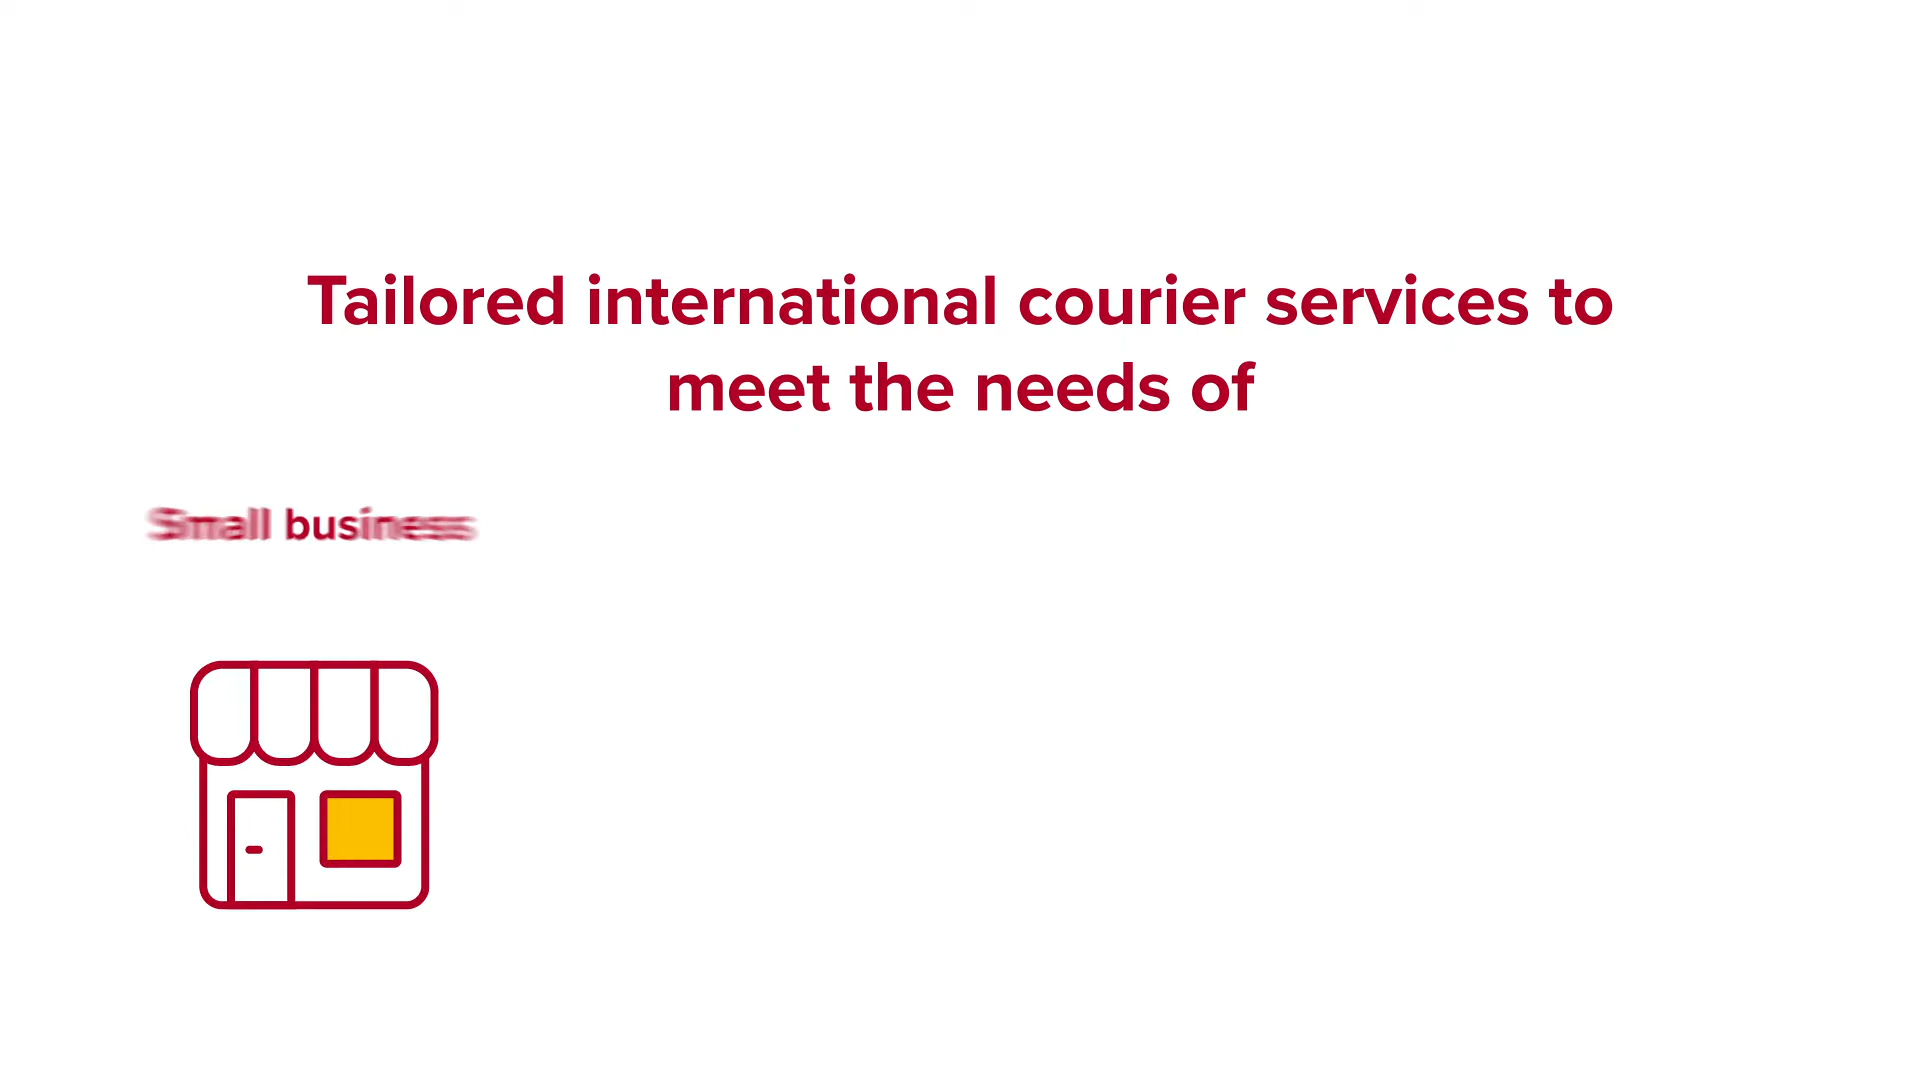 Tailored international courier services to
meet the needs of
Small business